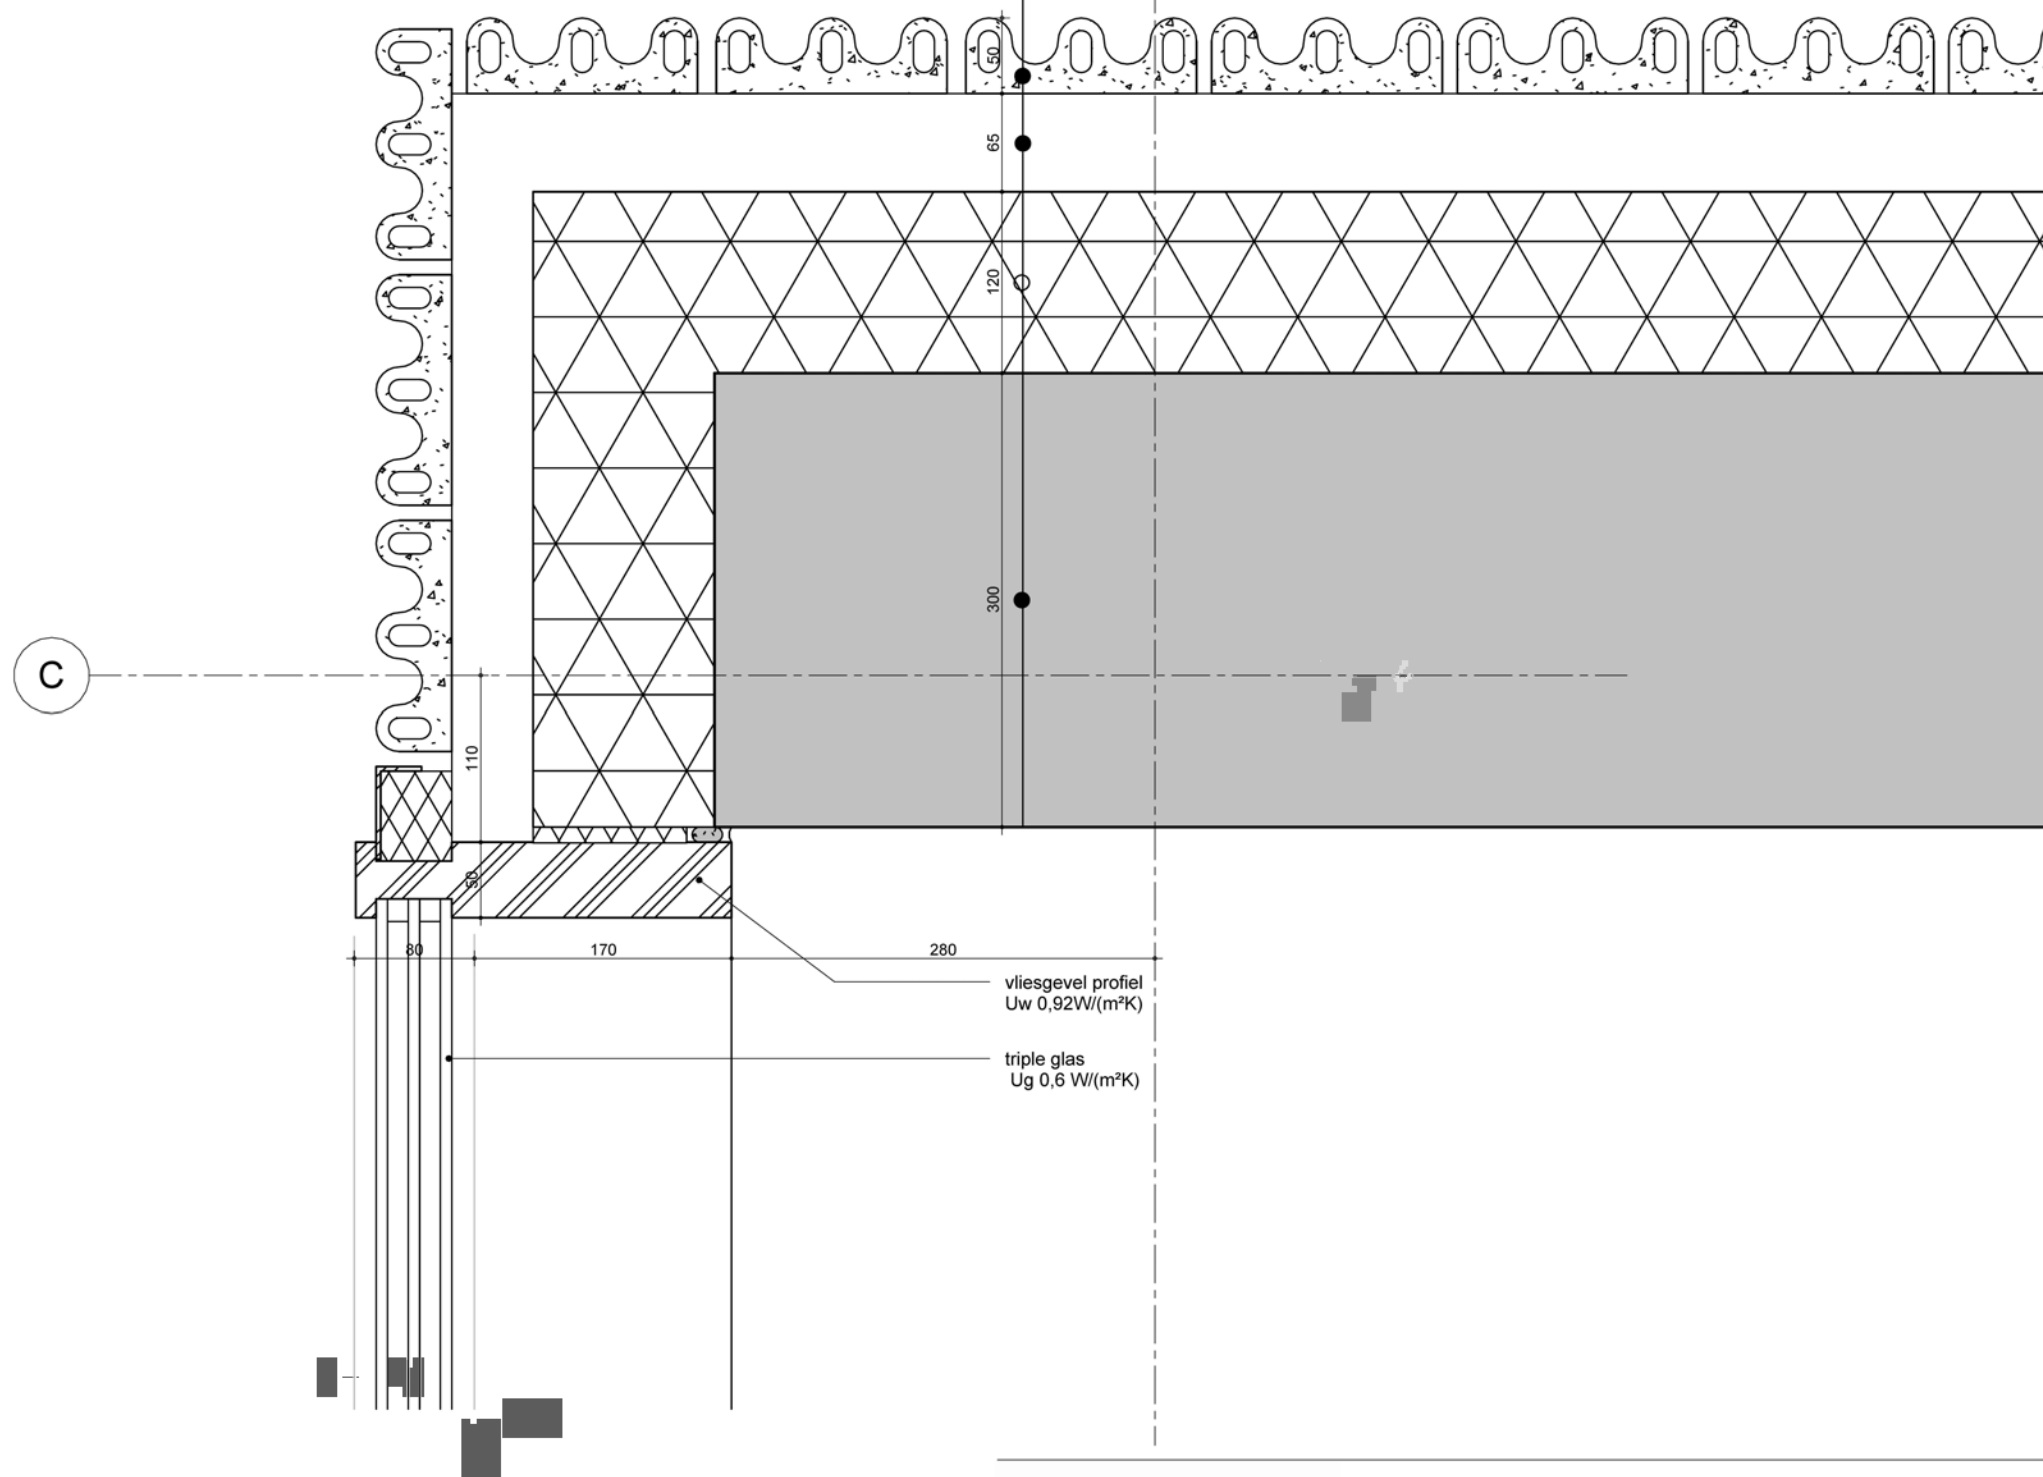 50
65
120
300
C
110
50
80
170
280
vliesgevel profiel
Uw 0,92W/(m²K)
triple glas
Ug 0,6 W/(m²K)